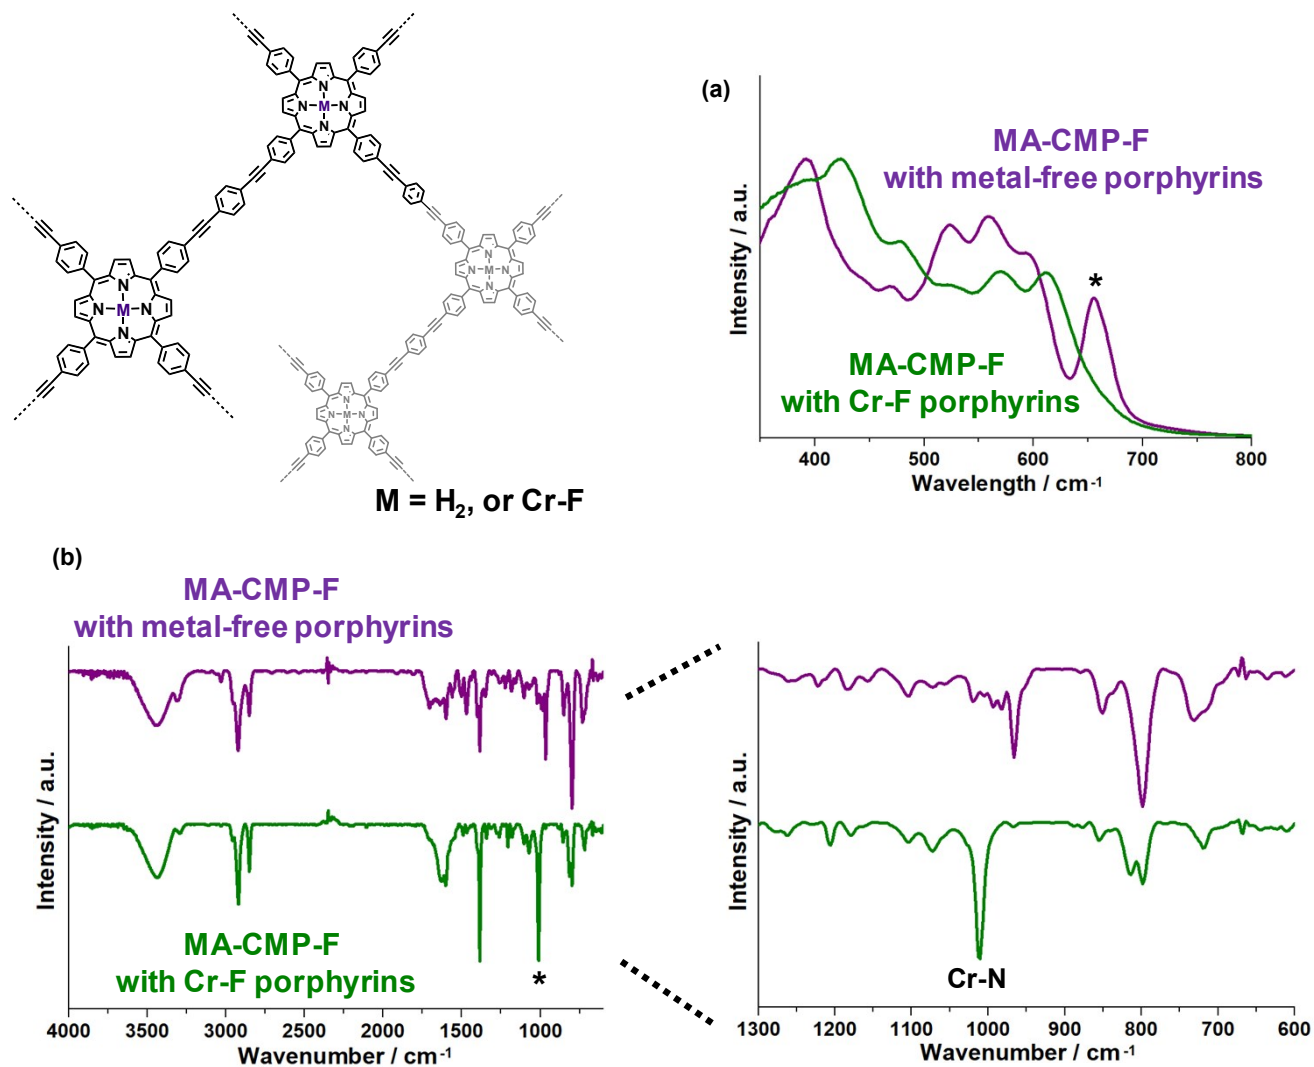 N
N
M
N
N
N
N
M
N
N
N
N
M
N
N
N
N
M
N
N
M = H2, or Cr-F
(a)
MA-CMP-F
with metal-free porphyrins
*
MA-CMP-F
with Cr-F porphyrins
Intensity / a.u.
400 500 600 700 800
Wavelength / cm-1
(b)
MA-CMP-F
with metal-free porphyrins
MA-CMP-F
with Cr-F porphyrins
*
Intensity / a.u.
4000 3500 3000 2500 2000 1500 1000
Wavenumber / cm-1
Intensity / a.u.
Cr-N
1300 1200 1100 1000 900 800 700 600
Wavenumber / cm-1